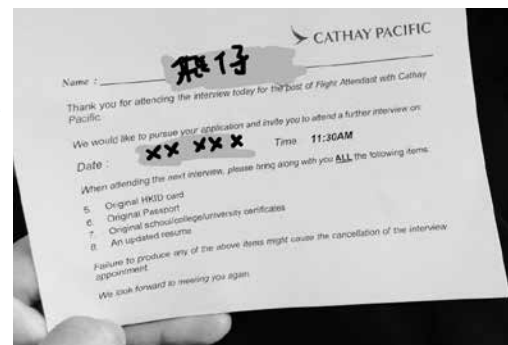 CATHAY PACIFIC
Name :
飛仔
Thank you for attending the interview today for the post of Flight Attendant with Cathay
Pacific.
We would like to pursue your application and invite you to attend a further interview on:
Date : XX XX X Time 11:30AM
When attending the next interview, please bring along with you ALL the following items:
5. Original HKID card
6. Original Passport
7. Original school/college/university certificates
8. An updated resume
Failure to produce any of the above items might cause the cancellation of the interview
appointment.
We look forward to meeting you again.